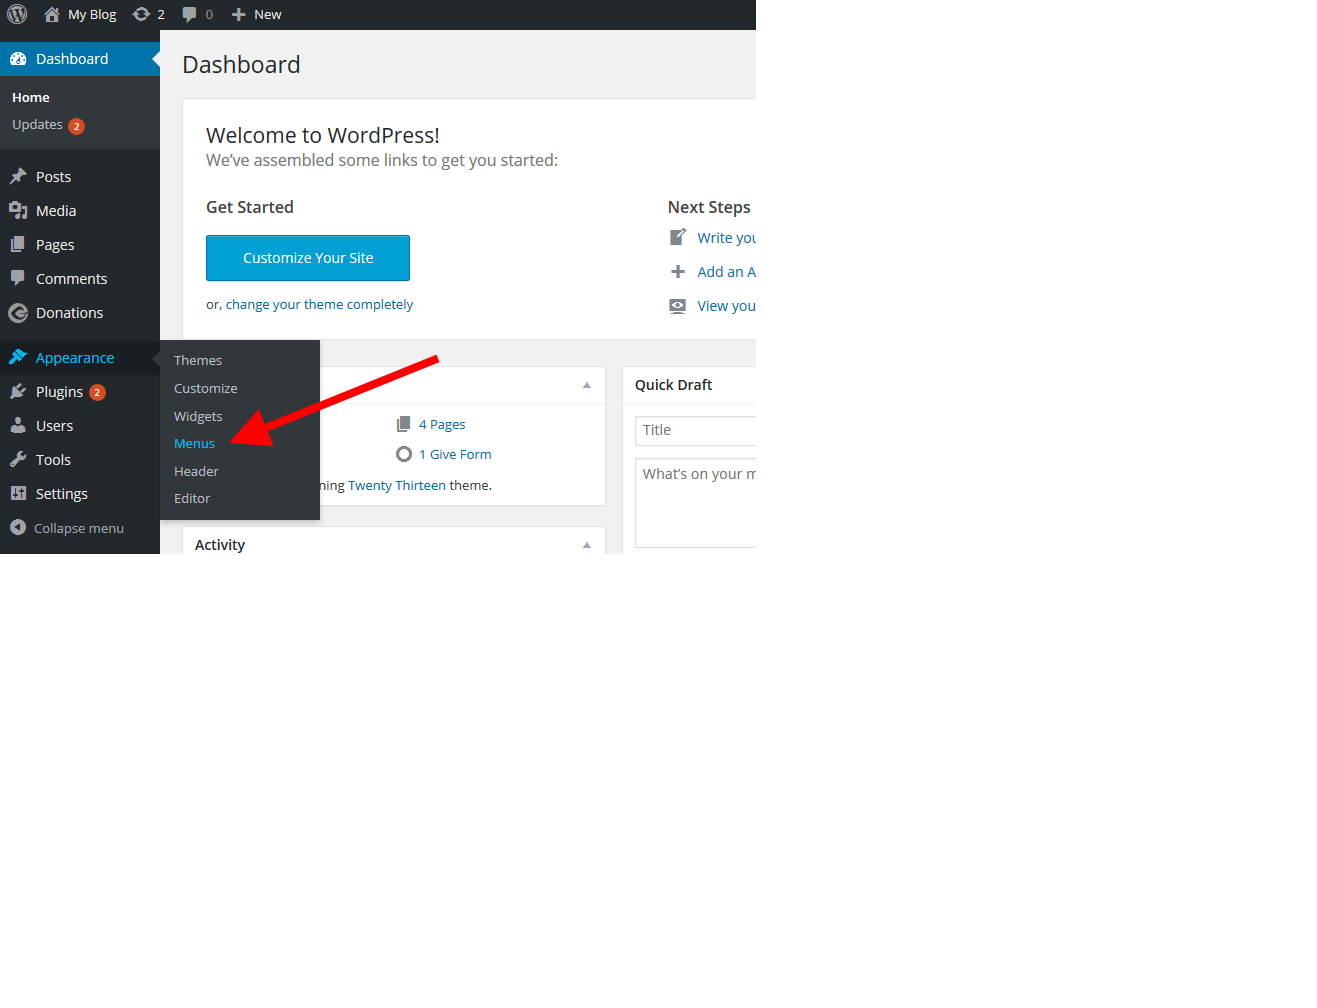 My Blog 2 0 New
Dashboard
Home
Updates 2
Posts
Media
Pages
Comments
Donations
Appearance
Plugins 2
Users
Tools
Settings
Collapse menu
Themes
Customize
Widgets
Menus
Header
Editor
Dashboard
Welcome to WordPress!
We've assembled some links to get you started:
Get Started
Customize Your Site
or, change your theme completely
Next Steps
Write you
Add an A
View you
4 Pages
1 Give Form
ning Twenty Thirteen theme.
Activity
Quick Draft
Title
What's on your m